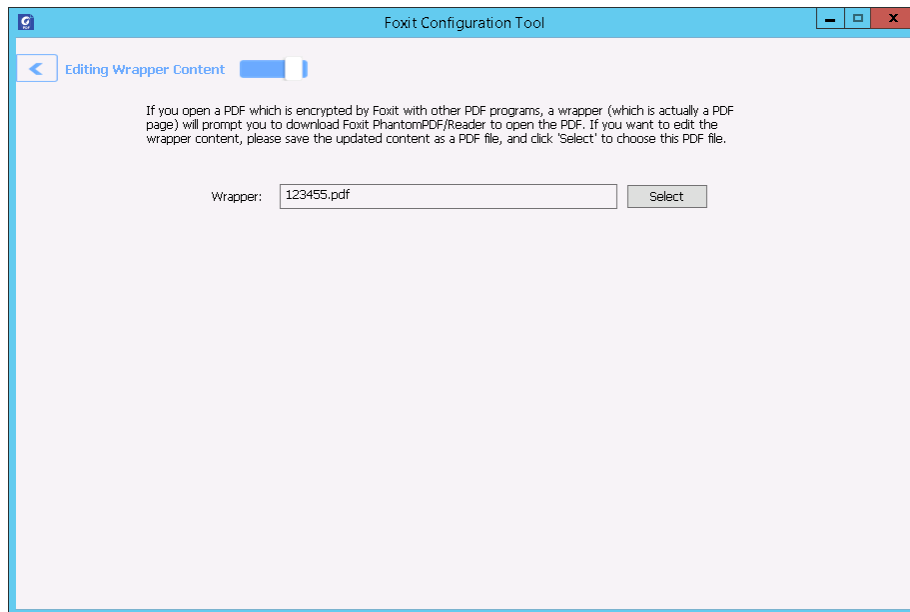 Foxit Configuration Tool
Editing Wrapper Content
If you open a PDF which is encrypted by Foxit with other PDF programs, a wrapper (which is actually a PDF
page) will prompt you to download Foxit PhantomPDF/Reader to open the PDF. If you want to edit the
wrapper content, please save the updated content as a PDF file, and click 'Select' to choose this PDF file.
Wrapper: 123455.pdf Select